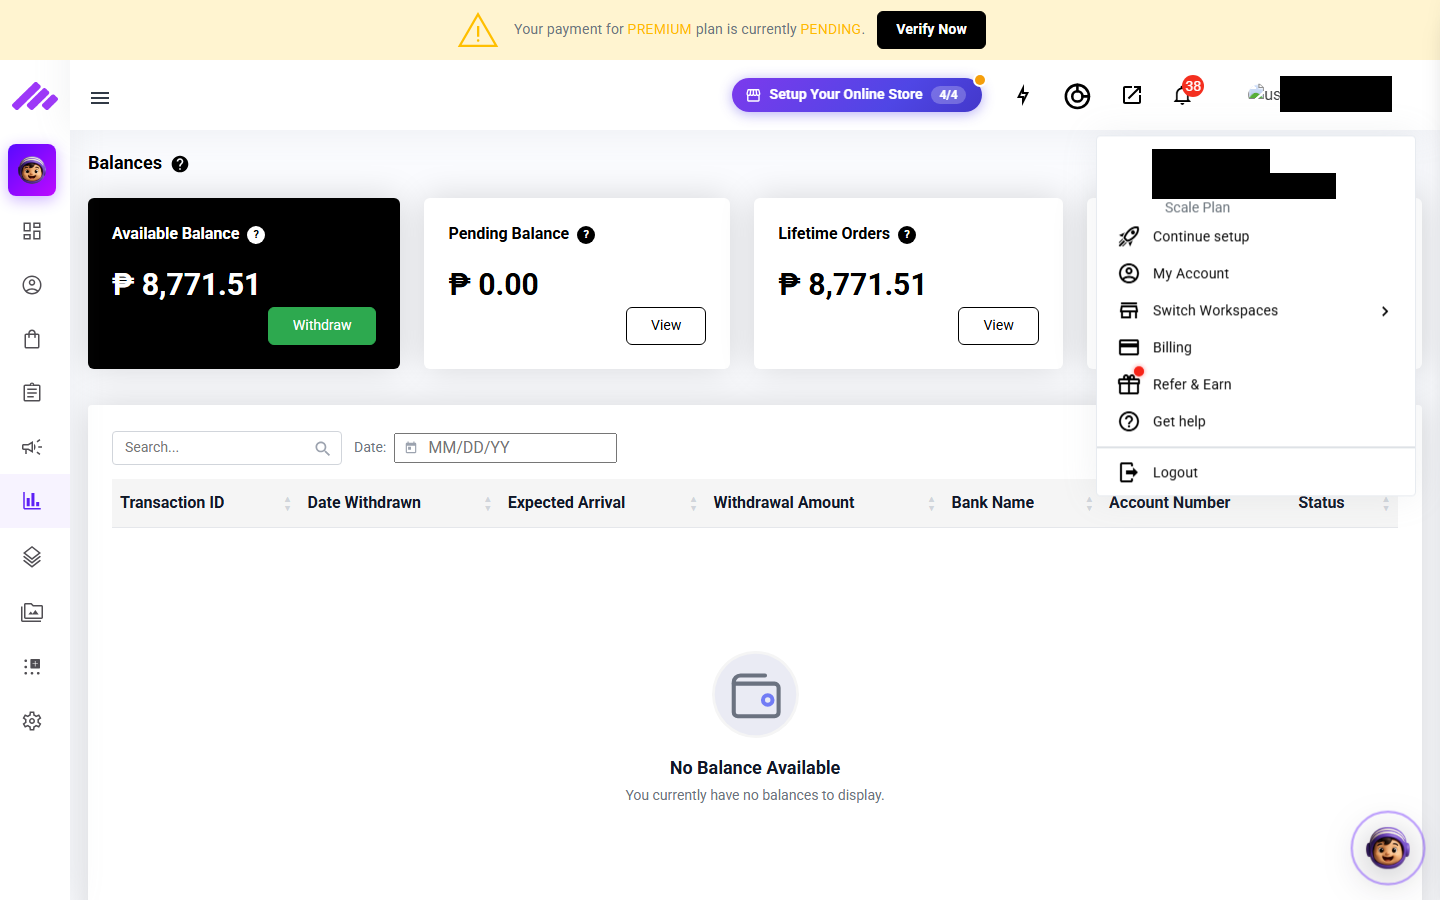 Your payment for PREMIUM plan is currently PENDING. Verify Now
Setup Your Online Store 4/4
38
us
Balances ?
Scale Plan
Continue setup
My Account
Switch Workspaces
Billing
Refer & Earn
Get help
Logout
Available Balance ?
₱ 8,771.51
Withdraw
Pending Balance ?
₱ 0.00
View
Lifetime Orders ?
₱ 8,771.51
View
Search... Date: MM/DD/YY
Transaction ID Date Withdrawn Expected Arrival Withdrawal Amount Bank Name Account Number Status
No Balance Available
You currently have no balances to display.